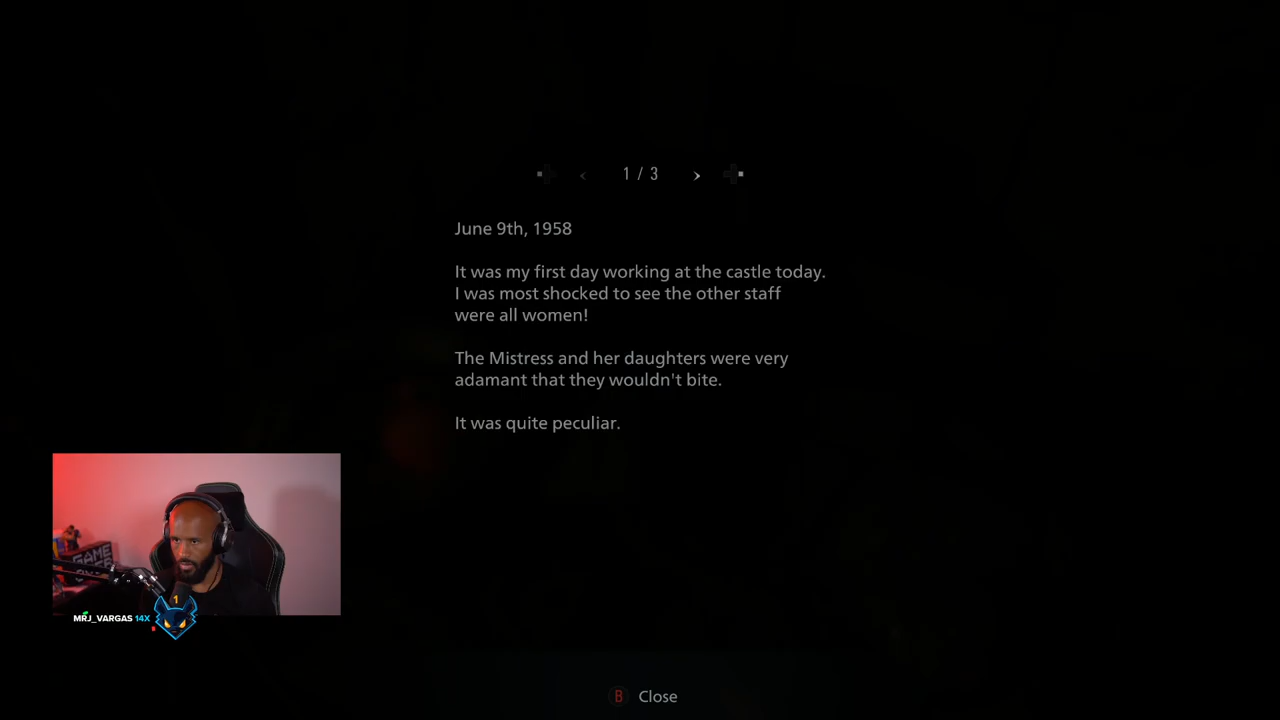 1 / 3
June 9th, 1958
It was my first day working at the castle today.
I was most shocked to see the other staff
were all women!
The Mistress and her daughters were very
adamant that they wouldn't bite.
It was quite peculiar.
GAME
1
MRJ_VARGAS 14X
B Close